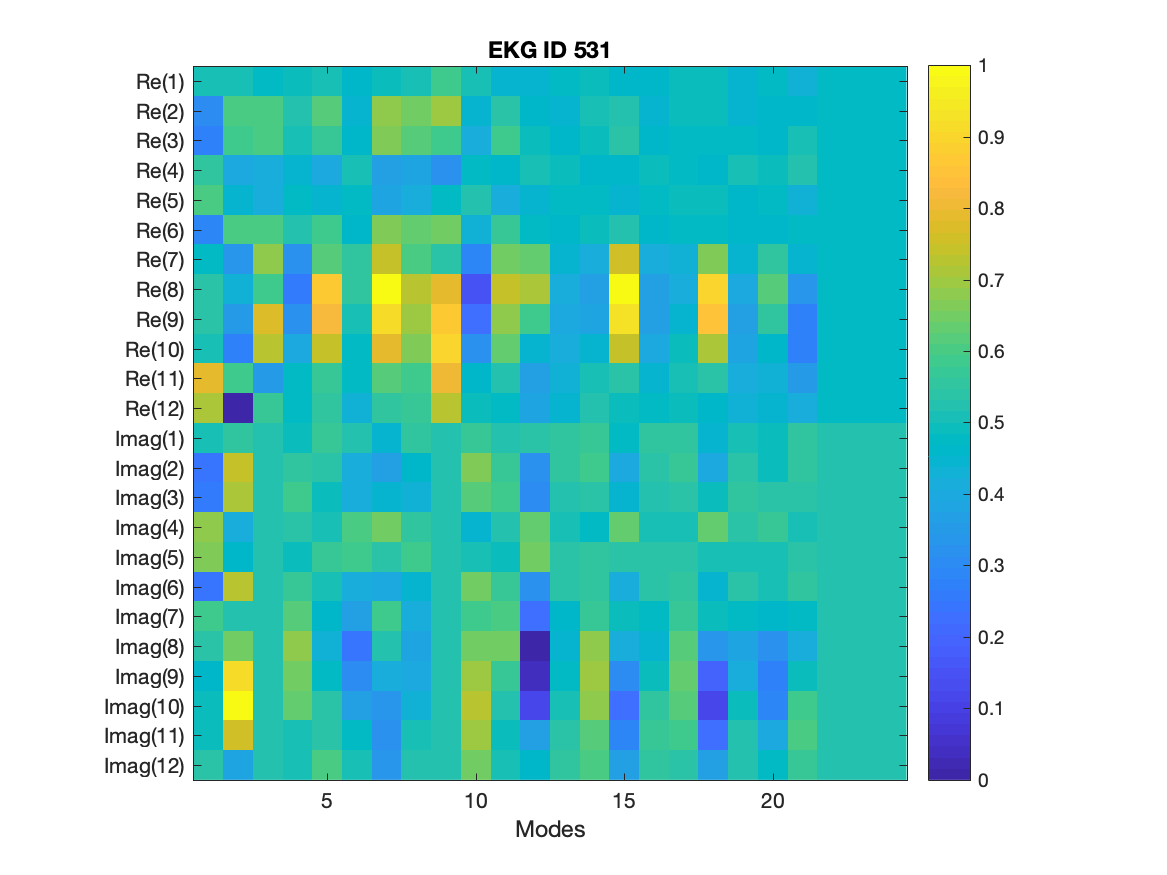 EKG ID 531
Re(1)
Re(2)
Re(3)
Re(4)
Re(5)
Re(6)
Re(7)
Re(8)
Re(9)
Re(10)
Re(11)
Re(12)
Imag(1)
Imag(2)
Imag(3)
Imag(4)
Imag(5)
Imag(6)
Imag(7)
Imag(8)
Imag(9)
Imag(10)
Imag(11)
Imag(12)
5 10 15 20
Modes
1
0.9
0.8
0.7
0.6
0.5
0.4
0.3
0.2
0.1
0